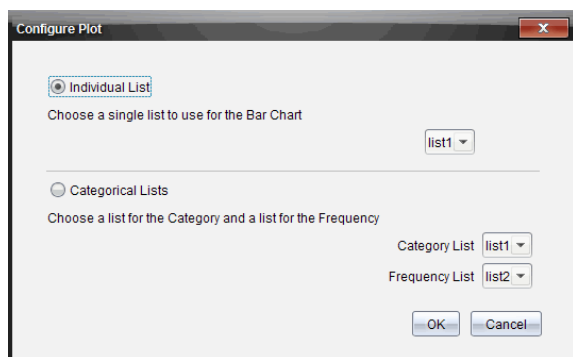 Configure Plot
Individual List
Choose a single list to use for the Bar Chart
list1
Categorical Lists
Choose a list for the Category and a list for the Frequency
Category List list1
Frequency List list2
OK Cancel